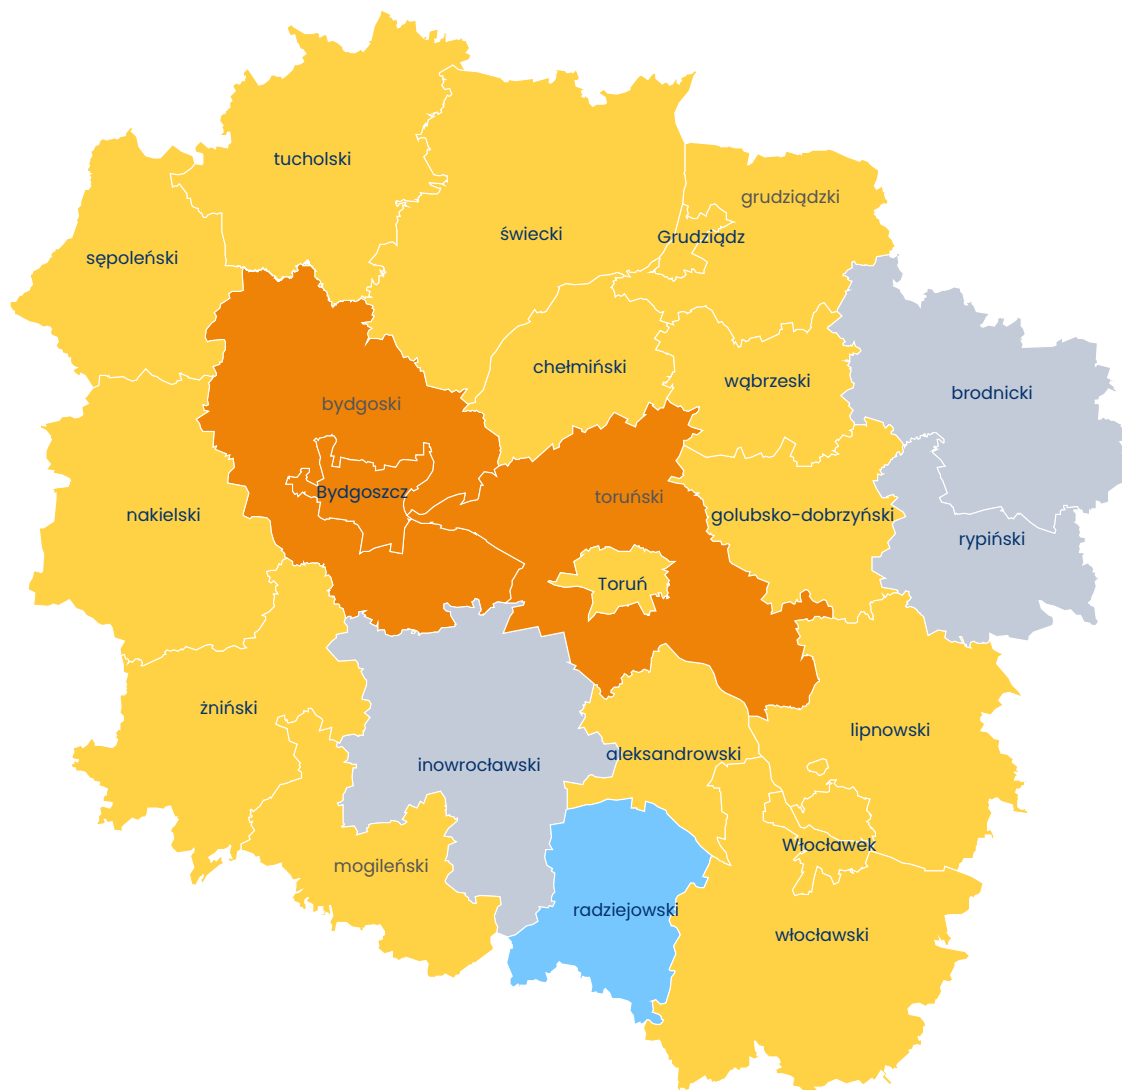 tucholski
grudziądzki
świecki
Grudziądz
sępoleński
chełmiński
wąbrzeski
brodnicki
bydgoski
Bydgoszcz
toruński
nakielski
golubsko-dobrzyński
rypiński
Toruń
żniński
lipnowski
aleksandrowski
inowrocławski
Włocławek
mogileński
radziejowski
włocławski